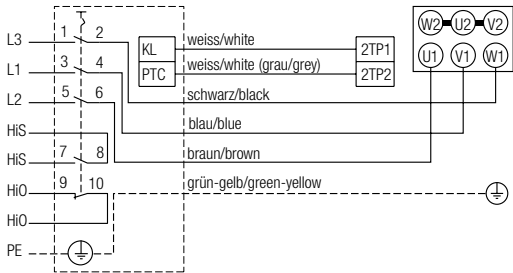 L3 1 2 KL weiss/white 2TP1 W2 U2 V2
L1 3 4 PTC weiss/white (grau/grey) 2TP2 U1 V1 W1
L2 5 6 schwarz/black
HiS blau/blue
HiS 7 8 braun/brown
HiO 9 10 grün-gelb/green-yellow
HiO
PE